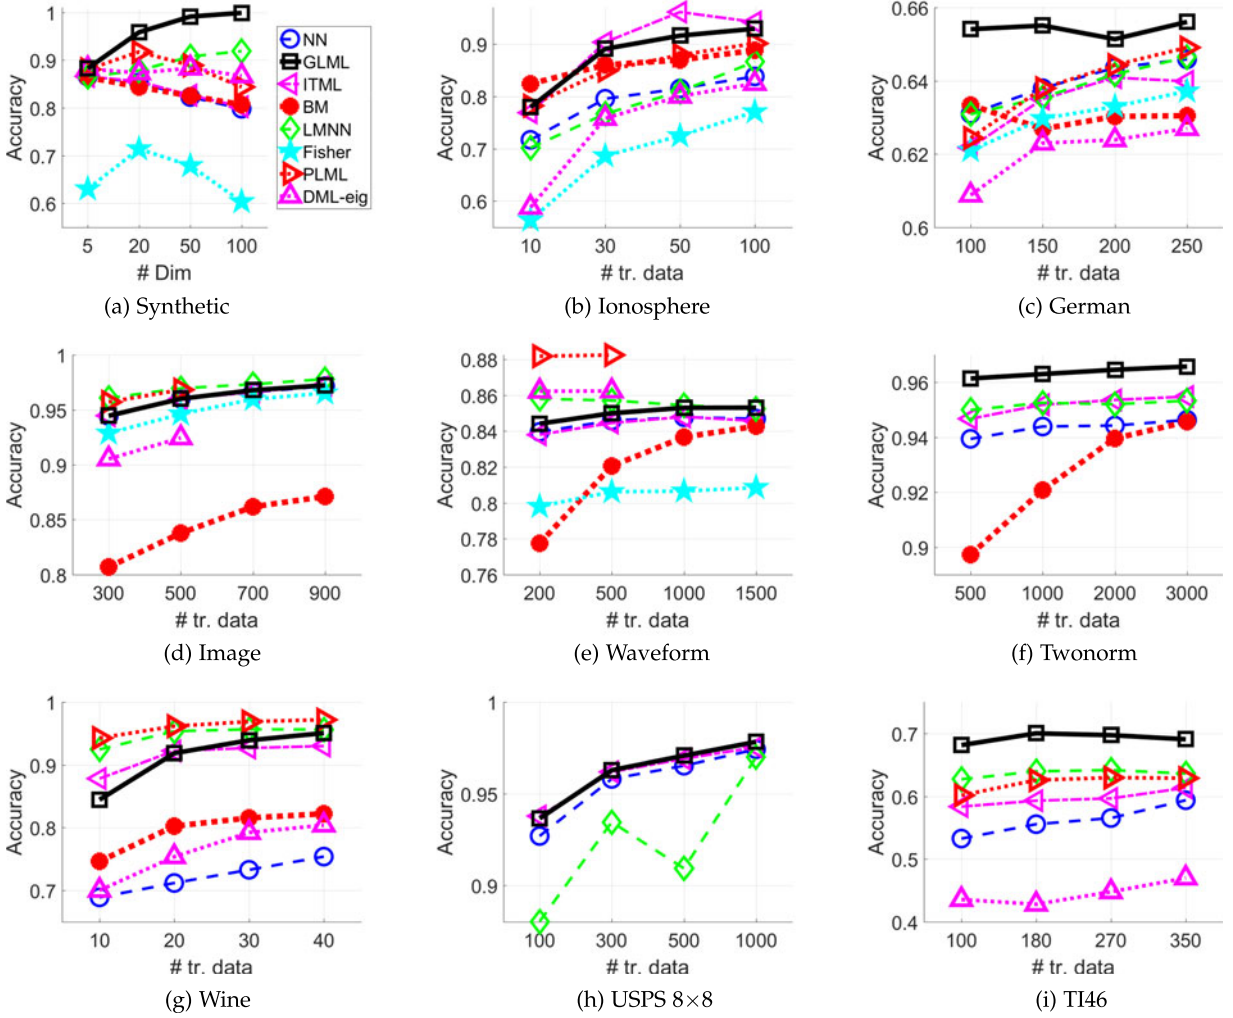 1
0.9
0.8
0.7
0.6
Accuracy
5 20 50 100
# Dim
(a) Synthetic
NN
GLML
ITML
BM
LMNN
Fisher
PLML
DML-eig
0.9
0.8
0.7
0.6
Accuracy
10 30 50 100
# tr. data
(b) Ionosphere
0.66
0.64
0.62
0.6
Accuracy
100 150 200 250
# tr. data
(c) German
1
0.95
0.9
0.85
0.8
Accuracy
300 500 700 900
# tr. data
(d) Image
0.88
0.86
0.84
0.82
0.8
0.78
0.76
Accuracy
200 500 1000 1500
# tr. data
(e) Waveform
0.96
0.94
0.92
0.9
Accuracy
500 1000 2000 3000
# tr. data
(f) Twonorm
1
0.9
0.8
0.7
Accuracy
10 20 30 40
# tr. data
(g) Wine
1
0.95
0.9
Accuracy
100 300 500 1000
# tr. data
(h) USPS 8×8
0.7
0.6
0.5
0.4
Accuracy
100 180 270 350
# tr. data
(i) TI46